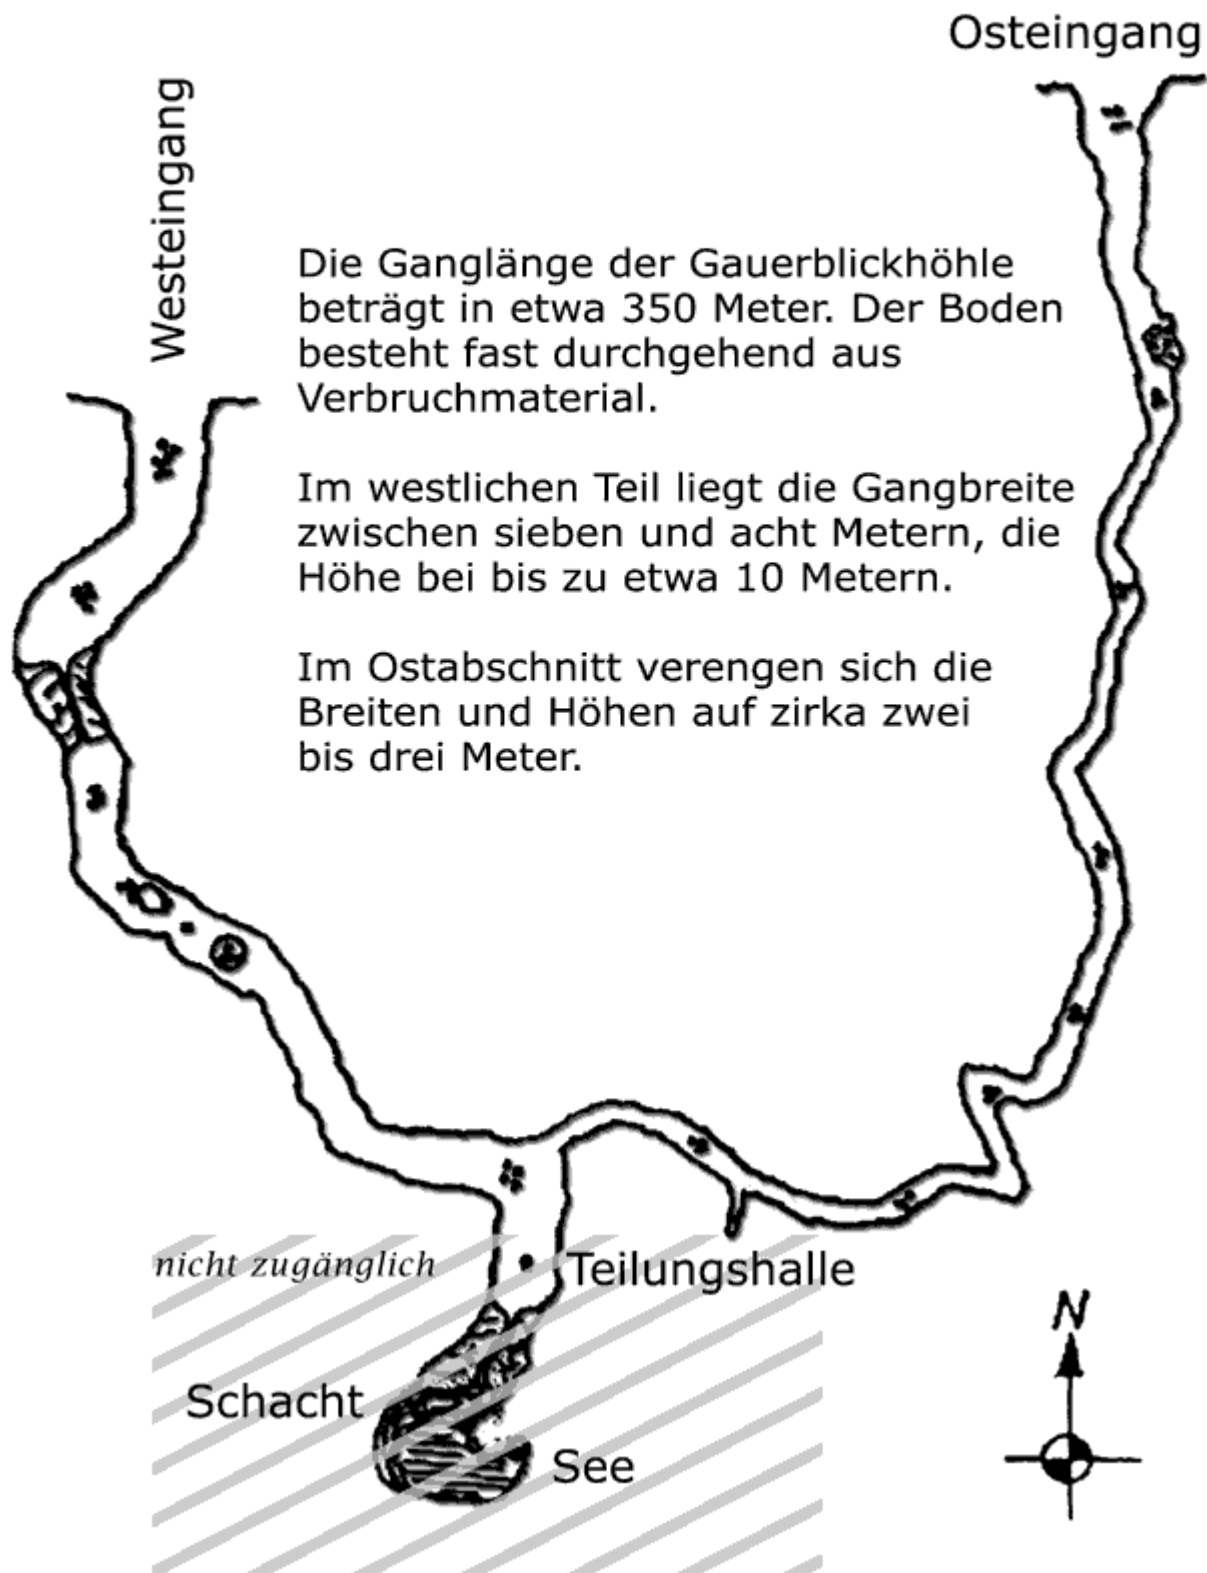 Osteingang
Westeingang
Die Ganglänge der Gauerblickhöhle
beträgt in etwa 350 Meter. Der Boden
besteht fast durchgehend aus
Verbruchmaterial.
Im westlichen Teil liegt die Gangbreite
zwischen sieben und acht Metern, die
Höhe bei bis zu etwa 10 Metern.
Im Ostabschnitt verengen sich die
Breiten und Höhen auf zirka zwei
bis drei Meter.
nicht zugänglich
Teilungshalle
N
Schacht
See